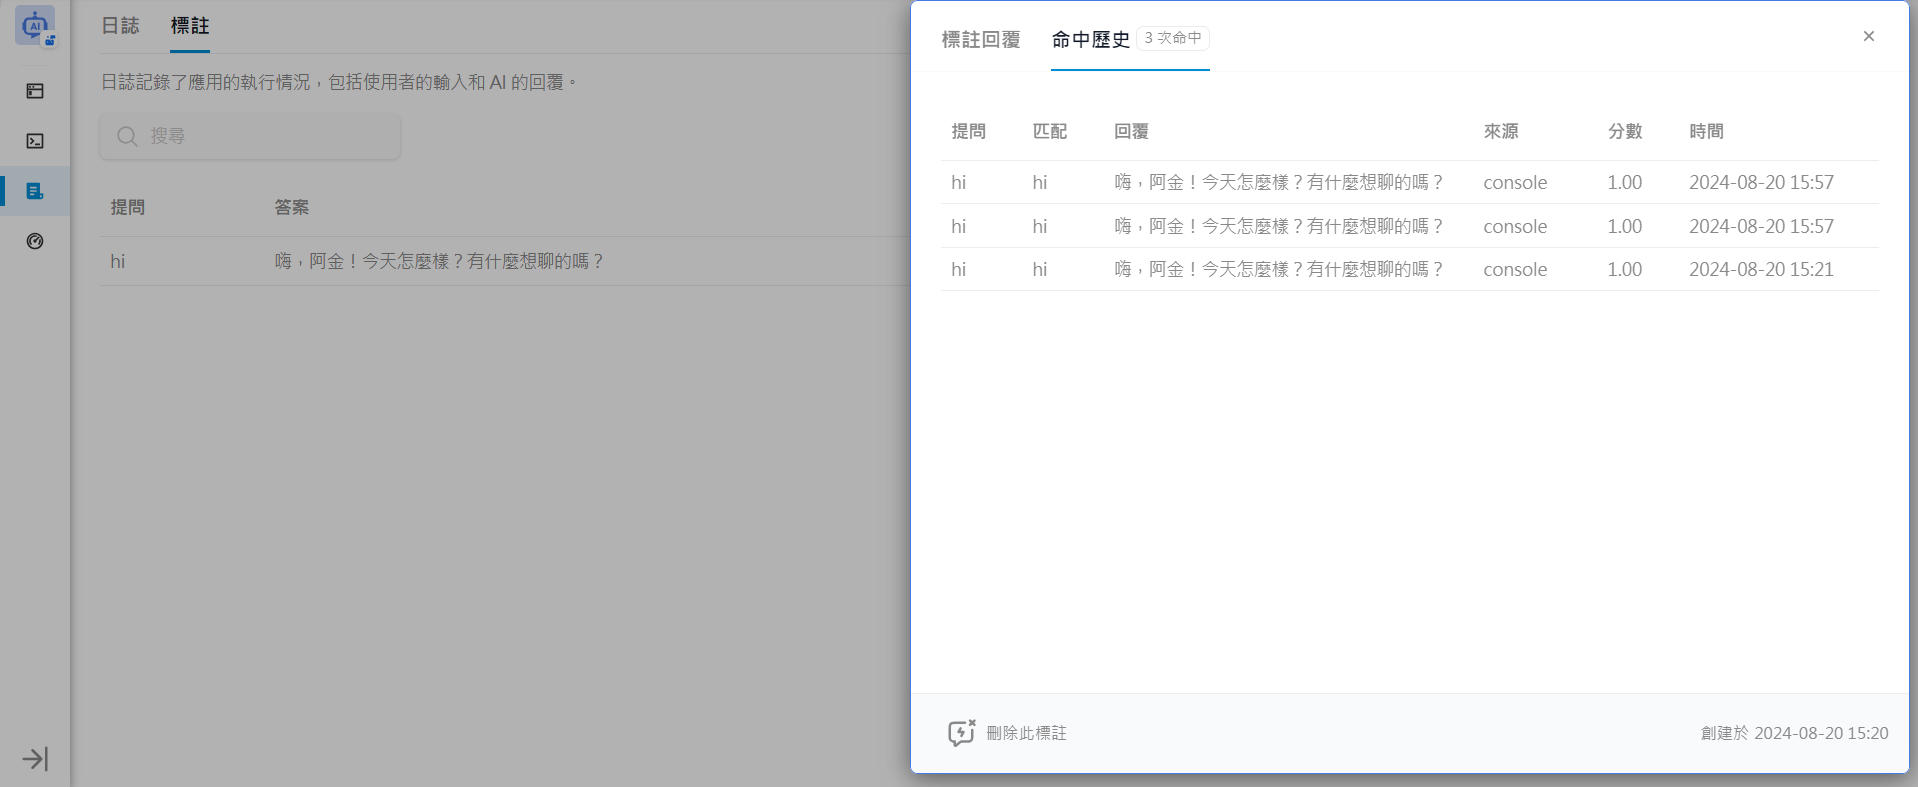 AI
日誌 標註
日誌記錄了應用的執行情況，包括使用者的輸入和 AI 的回覆。
搜尋
提問 答案
hi 嗨，阿金！今天怎麼樣？有什麼想聊的嗎？
標註回覆 命中歷史 3 次命中
提問 匹配 回覆 來源 分數 時間
hi hi 嗨，阿金！今天怎麼樣？有什麼想聊的嗎？ console 1.00 2024-08-20 15:57
hi hi 嗨，阿金！今天怎麼樣？有什麼想聊的嗎？ console 1.00 2024-08-20 15:57
hi hi 嗨，阿金！今天怎麼樣？有什麼想聊的嗎？ console 1.00 2024-08-20 15:21
刪除此標註 創建於 2024-08-20 15:20